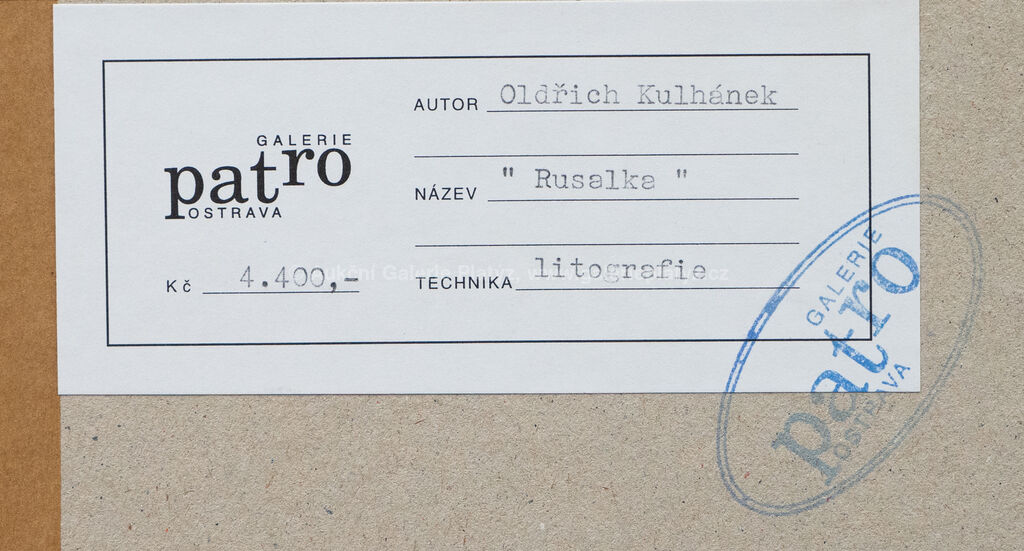 GALERIE
patro
OSTRAVA
Kč 4.400,-
AUTOR Oldřich Kulhánek
NÁZEV " Rusalka "
TECHNIKA litografie
GALERIE
patro
OSTRAVA